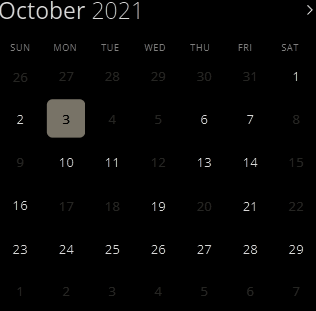 October 2021 >
SUN MON TUE WED THU FRI SAT
26 27 28 29 30 31 1
2 3 4 5 6 7 8
9 10 11 12 13 14 15
16 17 18 19 20 21 22
23 24 25 26 27 28 29
1 2 3 4 5 6 7